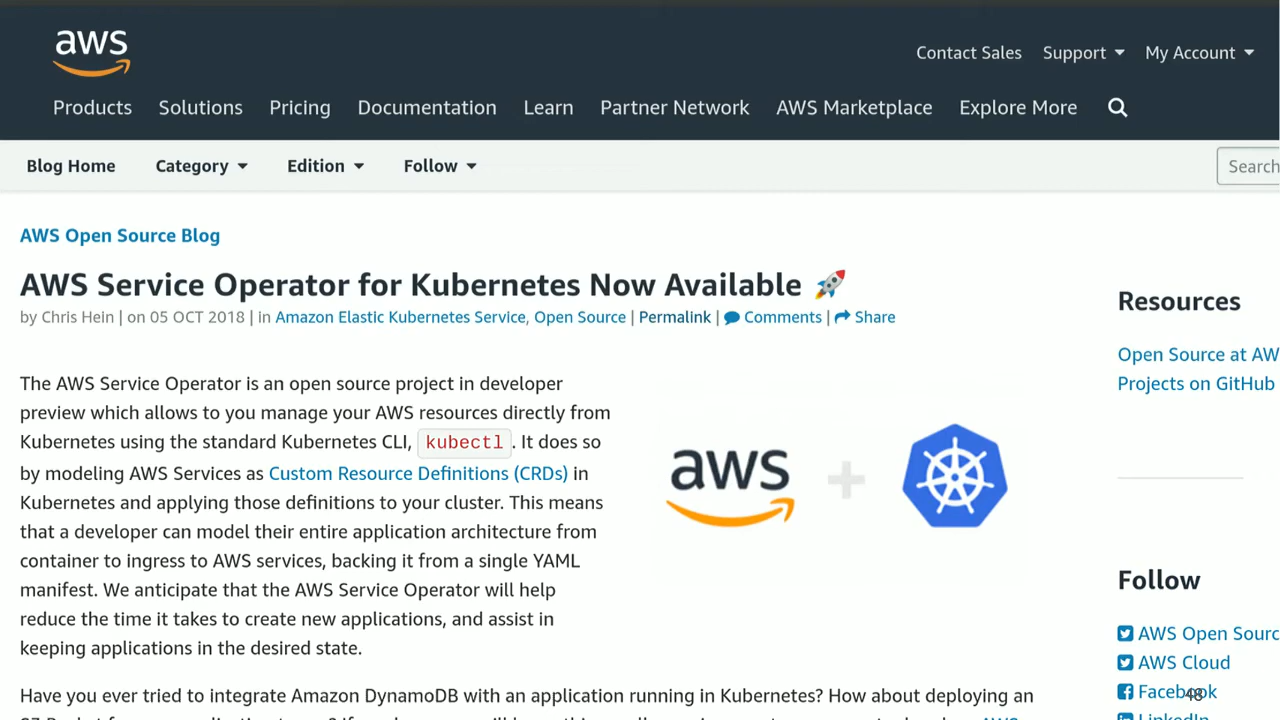 aws
Contact Sales Support My Account
Products Solutions Pricing Documentation Learn Partner Network AWS Marketplace Explore More
Blog Home Category Edition Follow Search
AWS Open Source Blog
AWS Service Operator for Kubernetes Now Available 🚀
by Chris Hein | on 05 OCT 2018 | in Amazon Elastic Kubernetes Service, Open Source | Permalink | Comments | Share
The AWS Service Operator is an open source project in developer
preview which allows to you manage your AWS resources directly from
Kubernetes using the standard Kubernetes CLI, kubectl. It does so
by modeling AWS Services as Custom Resource Definitions (CRDs) in
Kubernetes and applying those definitions to your cluster. This means
that a developer can model their entire application architecture from
container to ingress to AWS services, backing it from a single YAML
manifest. We anticipate that the AWS Service Operator will help
reduce the time it takes to create new applications, and assist in
keeping applications in the desired state.
aws +
Have you ever tried to integrate Amazon DynamoDB with an application running in Kubernetes? How about deploying an
Resources
Open Source at AW
Projects on GitHub
Follow
AWS Open Sourc
AWS Cloud
Facebook
48
LinkedIn